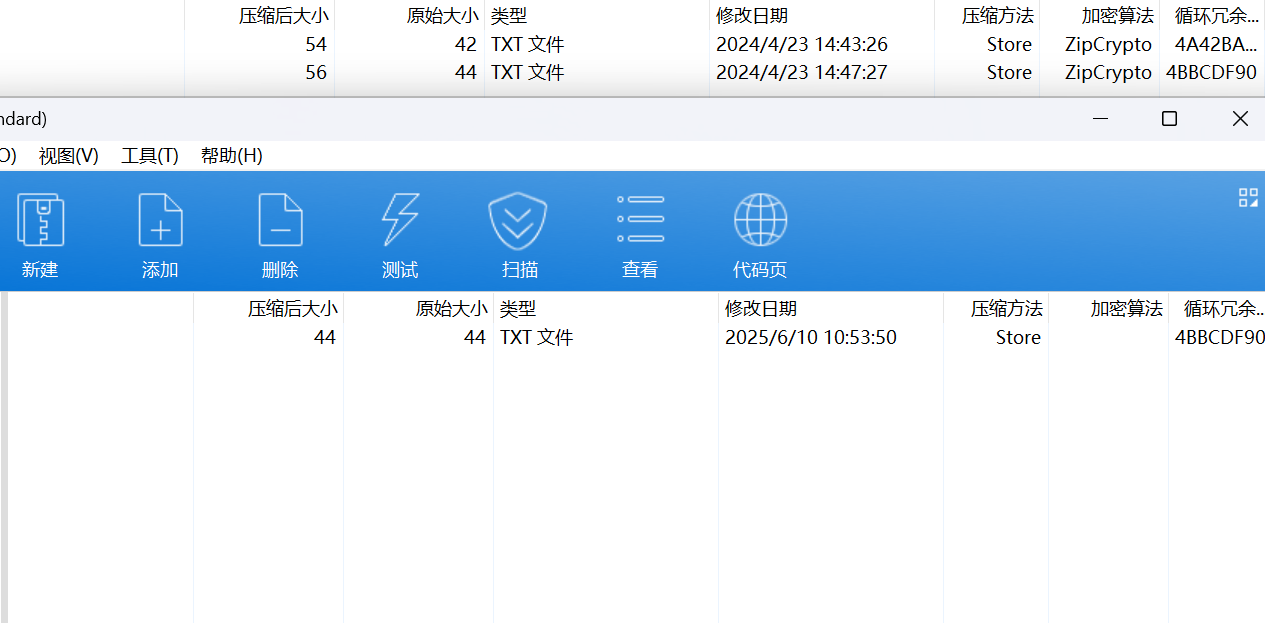 压缩后大小 原始大小 类型 修改日期 压缩方法 加密算法 循环冗余...
54 42 TXT 文件 2024/4/23 14:43:26 Store ZipCrypto 4A42BA...
56 44 TXT 文件 2024/4/23 14:47:27 Store ZipCrypto 4BBCDF90
ndard)
O) 视图(V) 工具(T) 帮助(H)
新建 添加 删除 测试 扫描 查看 代码页
压缩后大小 原始大小 类型 修改日期 压缩方法 加密算法 循环冗余...
44 44 TXT 文件 2025/6/10 10:53:50 Store 4BBCDF90